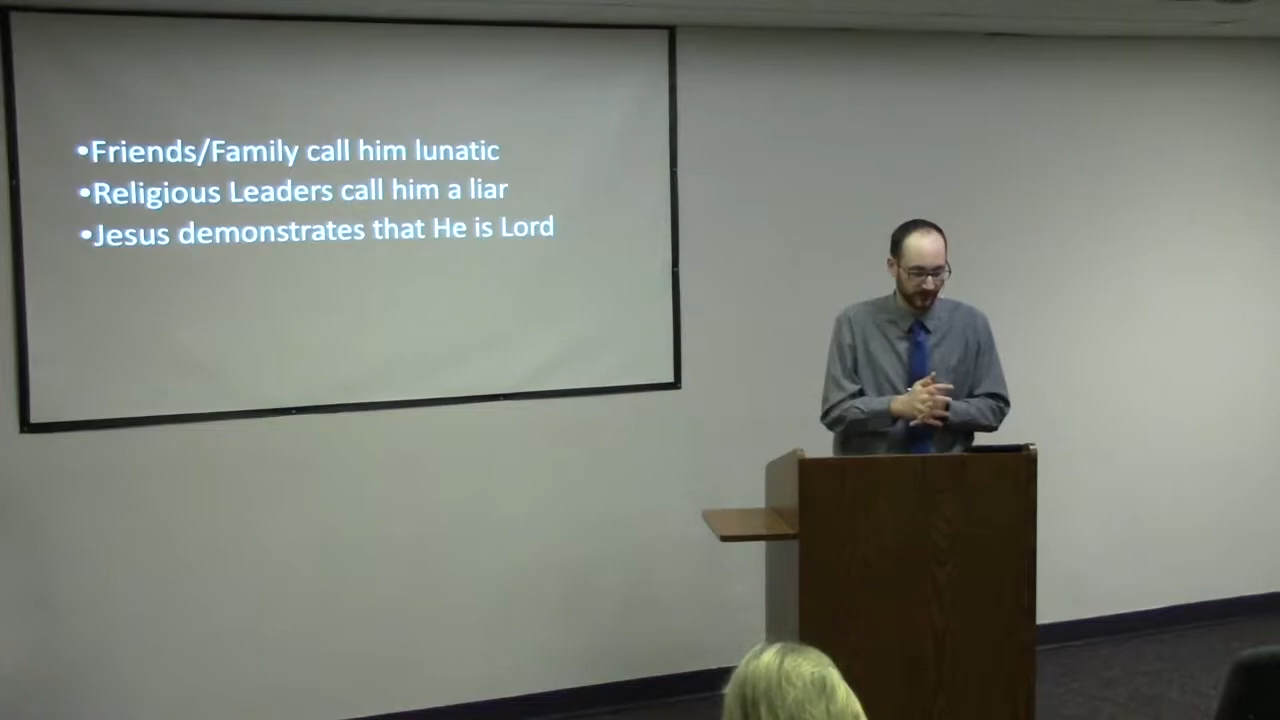 •Friends/Family call him lunatic
•Religious Leaders call him a liar
•Jesus demonstrates that He is Lord